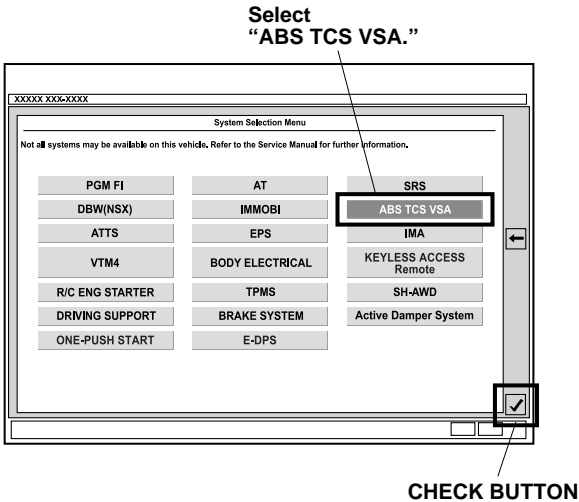 Select
“ABS TCS VSA.”
XXXXX XXX-XXXX
System Selection Menu
Not all systems may be available on this vehicle. Refer to the Service Manual for further information.
PGM FI AT SRS
DBW(NSX) IMMOBI ABS TCS VSA
ATTS EPS IMA
VTM4 BODY ELECTRICAL KEYLESS ACCESS
Remote
R/C ENG STARTER TPMS SH-AWD
DRIVING SUPPORT BRAKE SYSTEM Active Damper System
ONE-PUSH START E-DPS
CHECK BUTTON